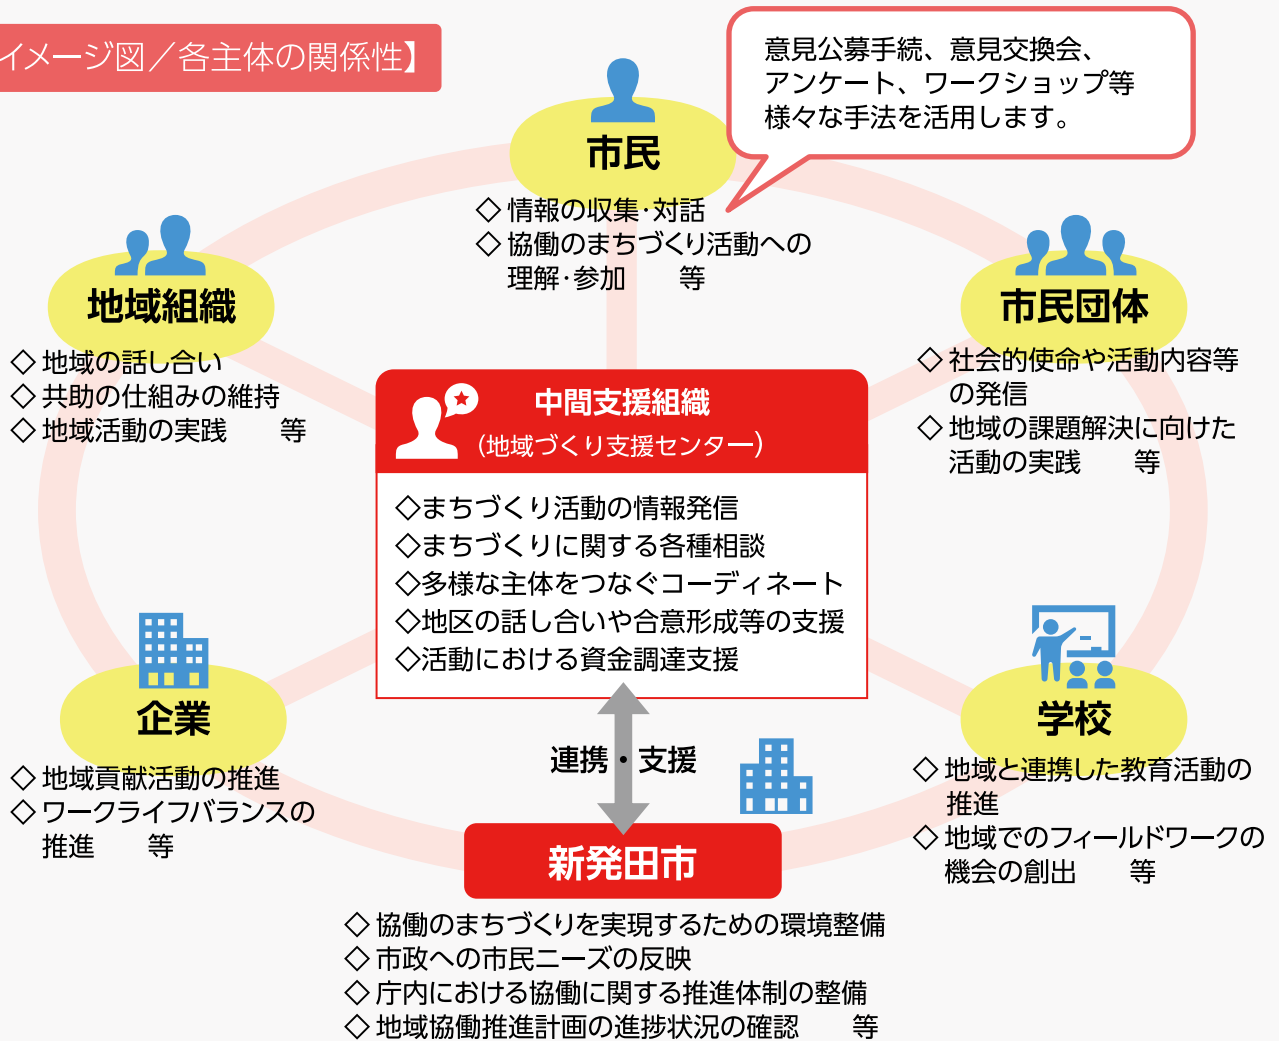 イメージ図／各主体の関係性】
意見公募手続、意見交換会、
アンケート、ワークショップ等
様々な手法を活用します。
市民
◇ 情報の収集・対話
◇ 協働のまちづくり活動への
理解・参加　　等
地域組織
◇ 地域の話し合い
◇ 共助の仕組みの維持
◇ 地域活動の実践　　等
市民団体
◇ 社会的使命や活動内容等
の発信
◇ 地域の課題解決に向けた
活動の実践　　等
中間支援組織
（地域づくり支援センター）
◇まちづくり活動の情報発信
◇まちづくりに関する各種相談
◇多様な主体をつなぐコーディネート
◇地区の話し合いや合意形成等の支援
◇活動における資金調達支援
企業
◇ 地域貢献活動の推進
◇ ワークライフバランスの
推進　　等
学校
◇ 地域と連携した教育活動の
推進
◇ 地域でのフィールドワークの
機会の創出　　等
連携・支援
新発田市
◇ 協働のまちづくりを実現するための環境整備
◇ 市政への市民ニーズの反映
◇ 庁内における協働に関する推進体制の整備
◇ 地域協働推進計画の進捗状況の確認　　等